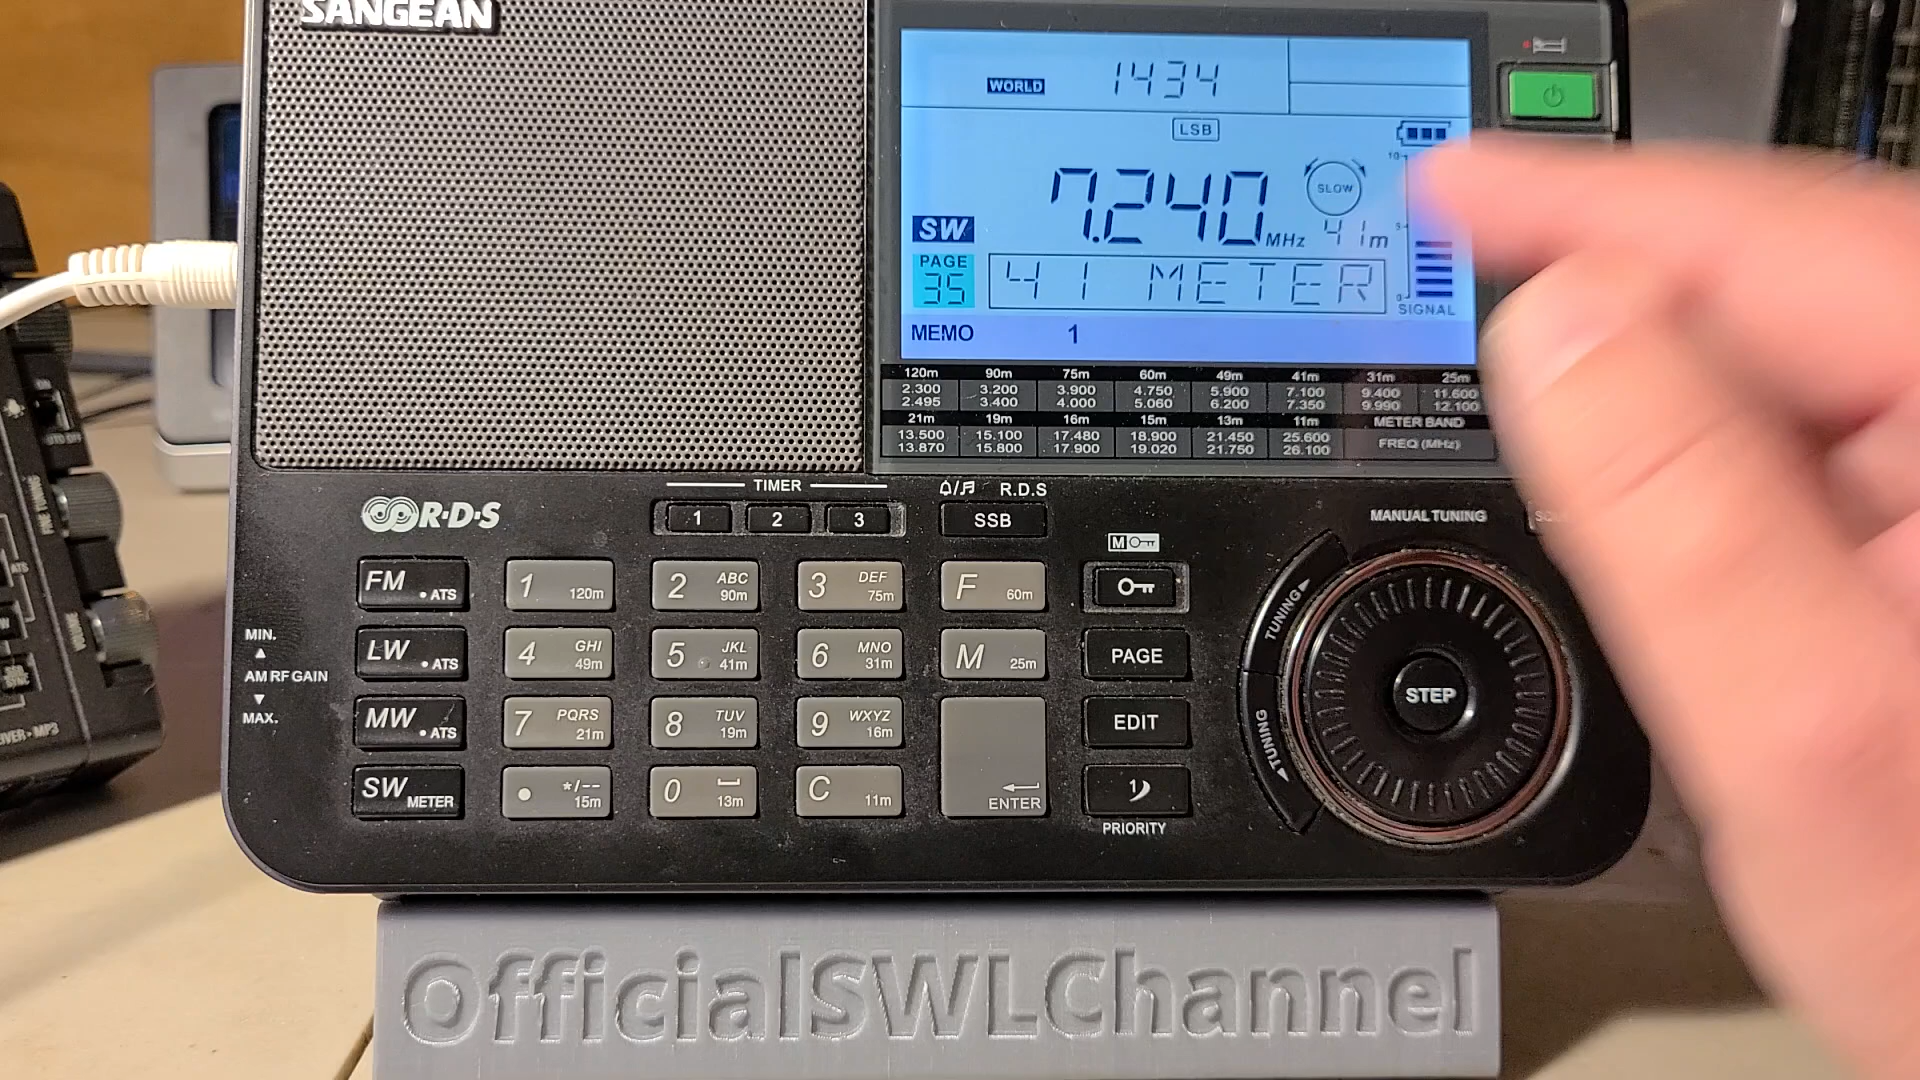 SANGEAN
WORLD 1434
LSB
10
7.240 MHz
SLOW
41m
5
SW
PAGE
35
41 METER
0
SIGNAL
MEMO 1
120m 90m 75m 60m 49m 41m 31m 25m
2.300 3.200 3.900 4.750 5.900 7.100 9.400 11.600
2.495 3.400 4.000 5.060 6.200 7.350 9.990 12.100
21m 19m 16m 15m 13m 11m METER BAND
13.500 15.100 17.480 18.900 21.450 25.600 FREQ (MHz)
13.870 15.800 17.900 19.020 21.750 26.100
R·D·S
TIMER
R.D.S
1 2 3 SSB
MANUAL TUNING
M
FM • ATS
1 120m
2 ABC 90m
3 DEF 75m
F 60m
TUNING
LW • ATS
4 GHI 49m
5 JKL 41m
6 MNO 31m
M 25m
PAGE
STEP
MIN.
AM RF GAIN
MAX.
MW • ATS
7 PQRS 21m
8 TUV 19m
9 WXYZ 16m
EDIT
TUNING
SW METER
• */-- 15m
0 13m
C 11m
ENTER
1
PRIORITY
OfficialSWLChannel